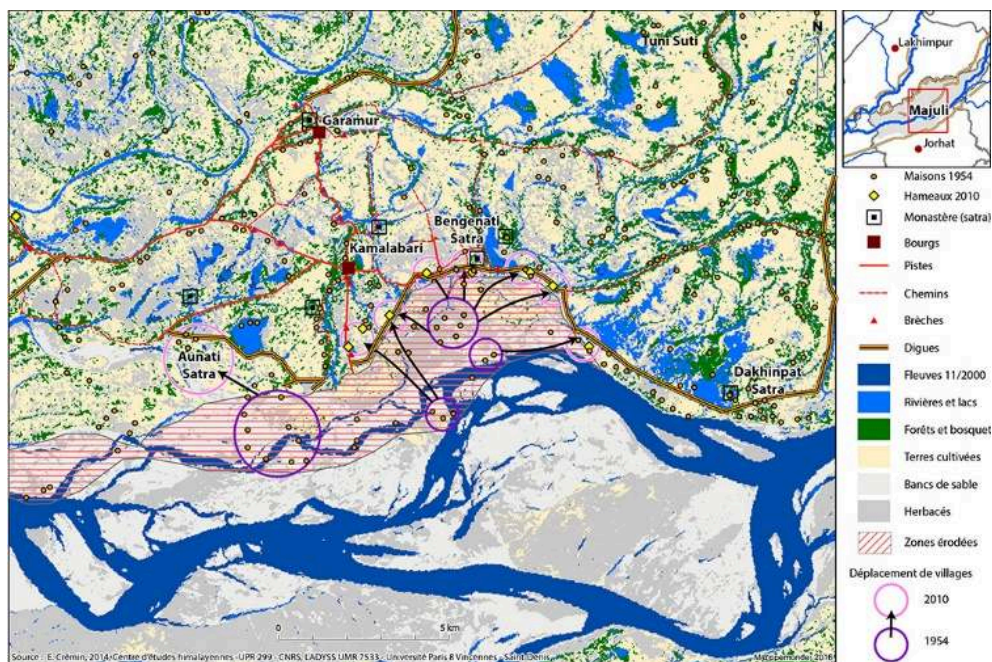 Tuni Suti
N
Garamur
Bengenati
Satra
Kamalabari
Aunati
Satra
Dakhinpat
Satra
0
5 km
Source : E. Crémin, 2014, Centre d'études himalayennes - UPR 299 - CNRS, LADYSS UMR 7533 - Université Paris 8 Vincennes - Saint-Denis
Mappemonde 2016
Lakhimpur
Majuli
Jorhat
Maisons 1954
Hameaux 2010
Monastère (satra)
Bourgs
Pistes
Chemins
Brèches
Digues
Fleuves 11/2000
Rivières et lacs
Forêts et bosquet
Terres cultivées
Bancs de sable
Herbacés
Zones érodées
Déplacement de villages
2010
1954